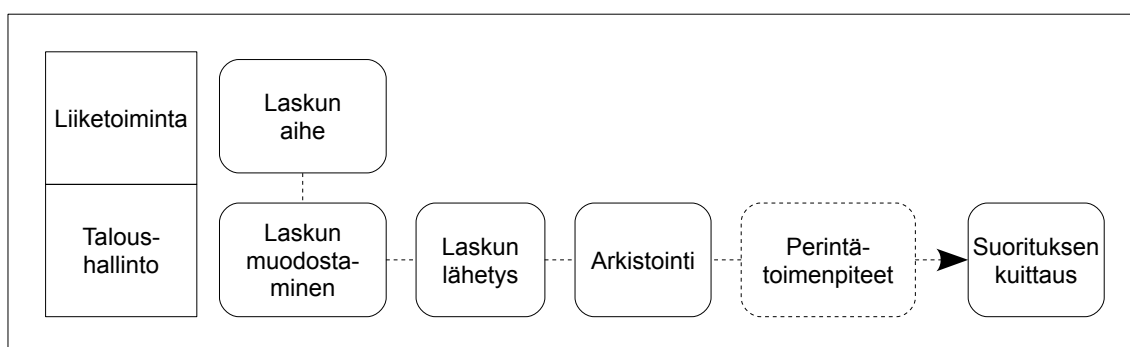 Liiketoiminta
Laskun
aihe
Talous-
hallinto
Laskun
muodosta-
minen
Laskun
lähetys
Arkistointi
Perintä-
toimenpiteet
Suorituksen
kuittaus